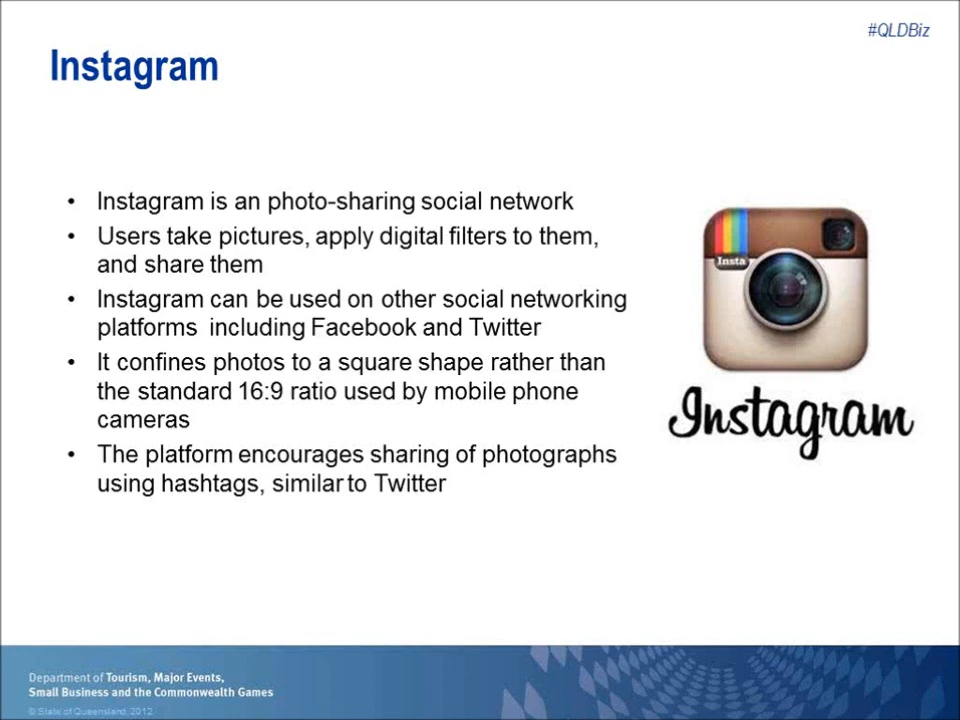 #QLDBiz
Instagram
• Instagram is an photo-sharing social network
• Users take pictures, apply digital filters to them,
and share them
• Instagram can be used on other social networking
platforms including Facebook and Twitter
• It confines photos to a square shape rather than
the standard 16:9 ratio used by mobile phone
cameras
• The platform encourages sharing of photographs
using hashtags, similar to Twitter
Insta
Instagram
Department of Tourism, Major Events,
Small Business and the Commonwealth Games
© State of Queensland, 2012